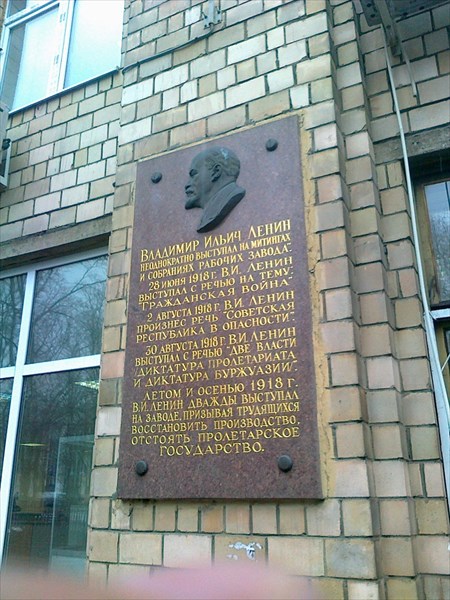 Владимир Ильич Ленин
неоднократно выступал на митингах
и собраниях рабочих завода:
28 июня 1918 г. В.И. Ленин
выступал с речью на тему:
"Гражданская война"
2 августа 1918 г. В.И. Ленин
произнес речь "Советская
республика в опасности".
30 августа 1918 г. В.И. Ленин
выступал с речью "Две власти
/диктатура пролетариата
и диктатура буржуазии/".
Летом и осенью 1918 г.
В.И. Ленин дважды выступал
на заводе, призывая трудящихся
восстановить производство,
отстоять пролетарское
государство.